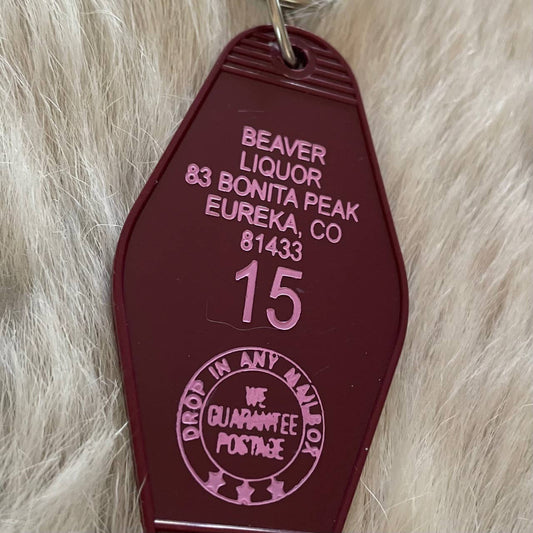 BEAVER
LIQUOR
83 BONITA PEAK
EUREKA, CO
81433
15
DROP IN ANY MAILBOX
WE
GUARANTEE
POSTAGE